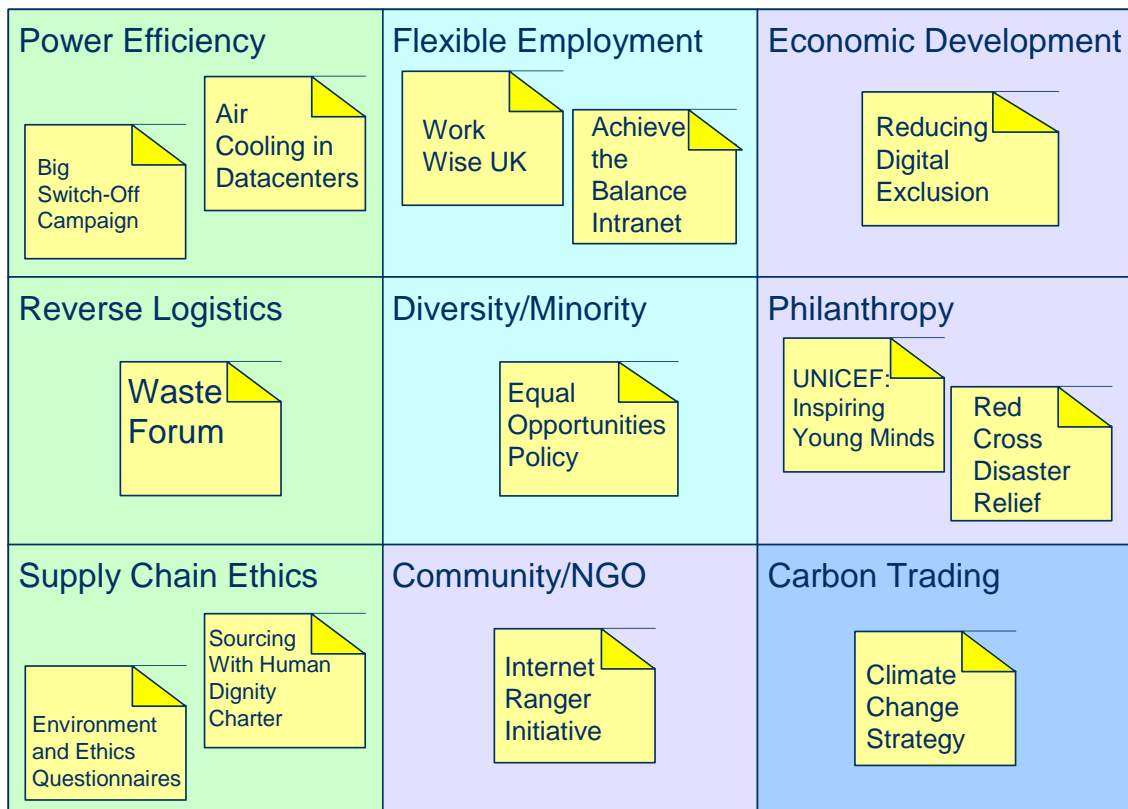 Power Efficiency
Big
Switch-Off
Campaign
Air
Cooling in
Datacenters
Flexible Employment
Work
Wise UK
Achieve
the
Balance
Intranet
Economic Development
Reducing
Digital
Exclusion
Reverse Logistics
Waste
Forum
Diversity/Minority
Equal
Opportunities
Policy
Philanthropy
UNICEF:
Inspiring
Young Minds
Red
Cross
Disaster
Relief
Supply Chain Ethics
Environment
and Ethics
Questionnaires
Sourcing
With Human
Dignity
Charter
Community/NGO
Internet
Ranger
Initiative
Carbon Trading
Climate
Change
Strategy